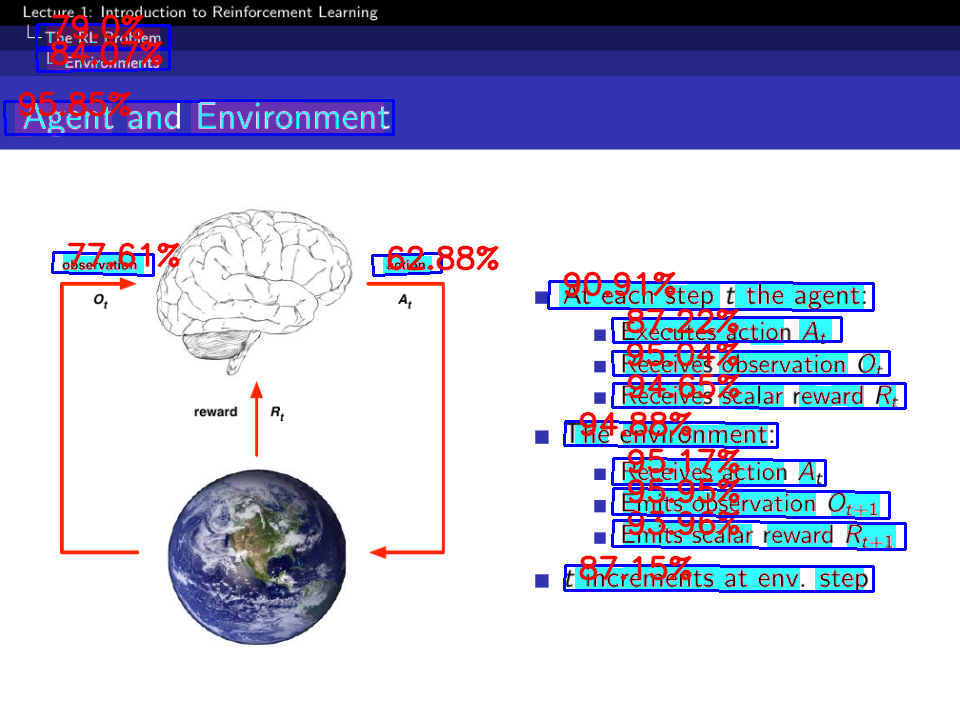 Lecture 1: Introduction to Reinforcement Learning
79.0%
The RL Problem
84.07%
Environments
95.85%
Agent and Environment
77.61%
observation
62.88%
action
O_t
A_t
reward
R_t
90.91%
At each step t the agent:
87.22%
Executes action A_t
95.04%
Receives observation O_t
94.65%
Receives scalar reward R_t
94.88%
The environment:
95.17%
Receives action A_t
95.95%
Emits observation O_{t+1}
93.96%
Emits scalar reward R_{t+1}
87.15%
t increments at env. step